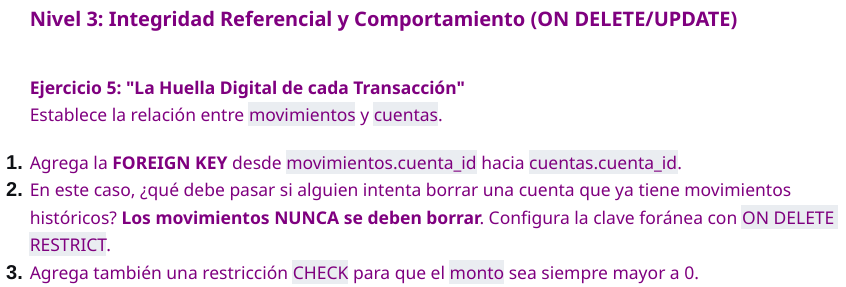 Nivel 3: Integridad Referencial y Comportamiento (ON DELETE/UPDATE)
Ejercicio 5: "La Huella Digital de cada Transacción"
Establece la relación entre movimientos y cuentas.
1. Agrega la FOREIGN KEY desde movimientos.cuenta_id hacia cuentas.cuenta_id.
2. En este caso, ¿qué debe pasar si alguien intenta borrar una cuenta que ya tiene movimientos
históricos? Los movimientos NUNCA se deben borrar. Configura la clave foránea con ON DELETE
RESTRICT.
3. Agrega también una restricción CHECK para que el monto sea siempre mayor a 0.